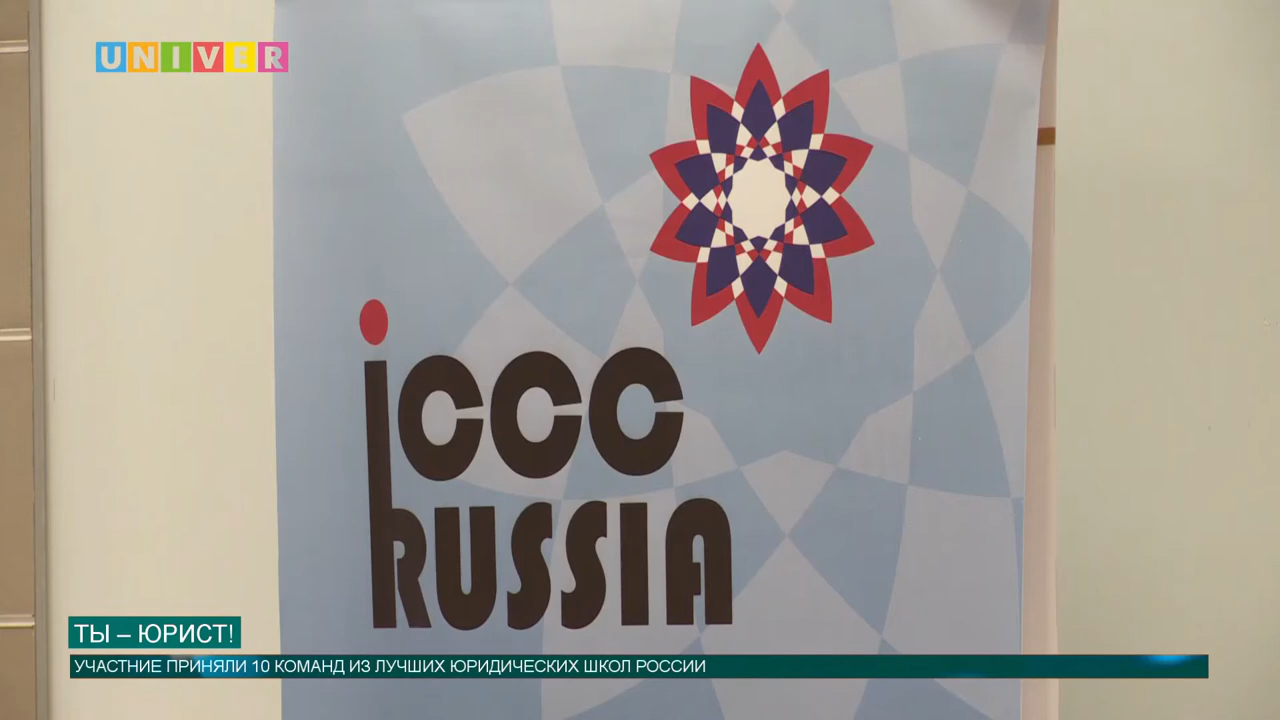 UNIVER
iCCC
RUSSIA
ТЫ – ЮРИСТ!
УЧАСТНИЕ ПРИНЯЛИ 10 КОМАНД ИЗ ЛУЧШИХ ЮРИДИЧЕСКИХ ШКОЛ РОССИИ